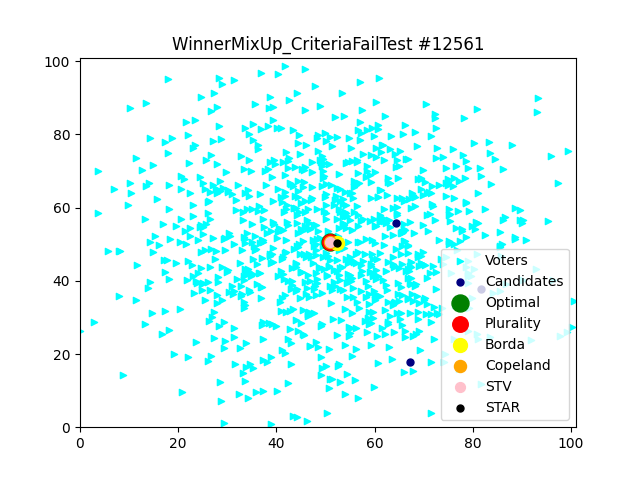 WinnerMixUp_CriteriaFailTest #12561
100
80
60
40
20
0
0
20
40
60
80
100
Voters
Candidates
Optimal
Plurality
Borda
Copeland
STV
STAR